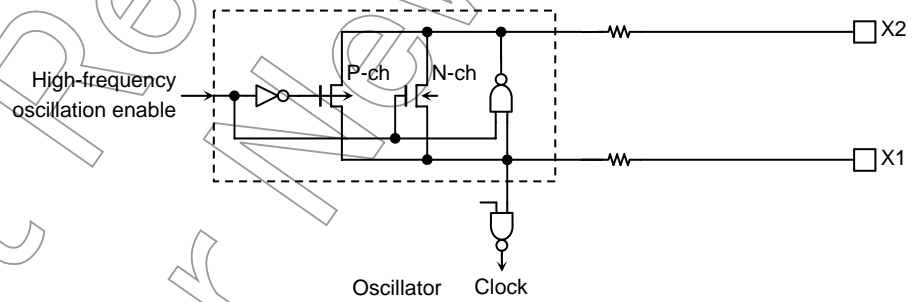 X2
P-ch
N-ch
High-frequency
oscillation enable
X1
Oscillator
Clock